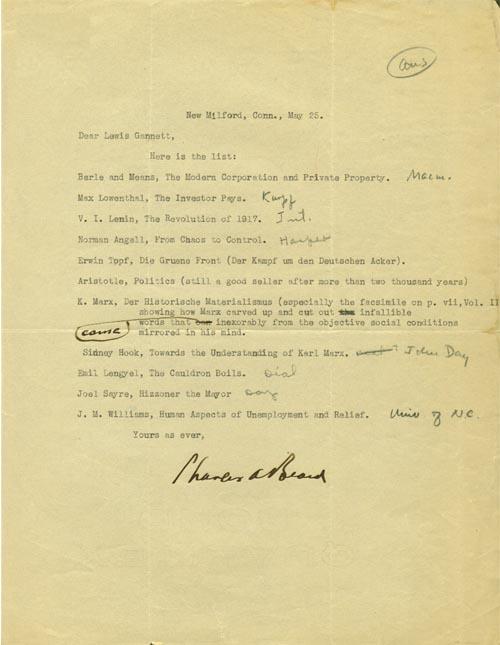 cons
New Milford, Conn., May 25.
Dear Lewis Gannett,
Here is the list:
Berle and Means, The Modern Corporation and Private Property. Macm.
Max Lowenthal, The Investor Pays. Knopf
V. I. Lenin, The Revolution of 1917. Int.
Norman Angell, From Chaos to Control. Harper
Erwin Topf, Die Gruene Front (Der Kampf um den Deutschen Acker).
Aristotle, Politics (still a good seller after more than two thousand years)
K. Marx, Der Historische Materialismus (especially the facsimile on p. vii, Vol. II
showing how Marx carved up and cut out the infallible
words that can inexorably from the objective social conditions
came mirrored in his mind.
Sidney Hook, Towards the Understanding of Karl Marx. John Day
Emil Lengyel, The Cauldron Boils. Dial
Joel Sayre, Hizzoner the Mayor Day
J. M. Williams, Human Aspects of Unemployment and Relief. Univ of N.C.
Yours as ever,
Charles A Beard